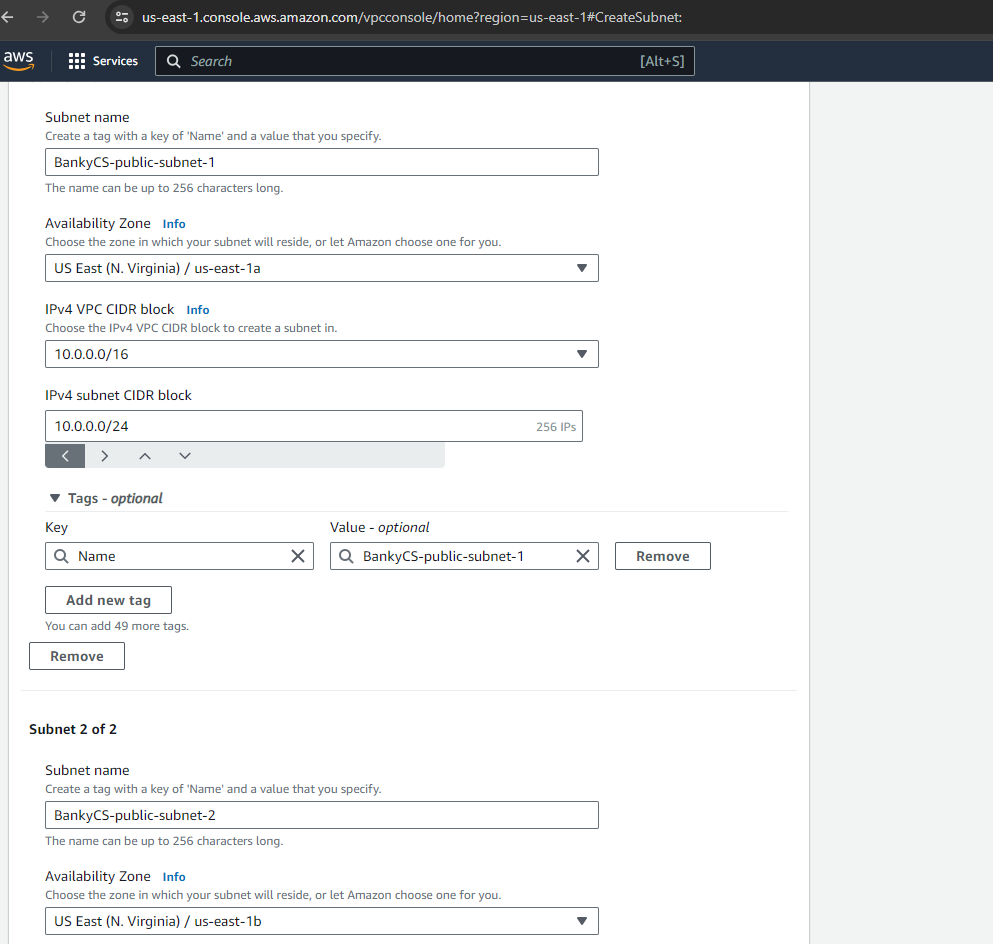 us-east-1.console.aws.amazon.com/vpcconsole/home?region=us-east-1#CreateSubnet:
aws Services Search [Alt+S]
Subnet name
Create a tag with a key of 'Name' and a value that you specify.
BankyCS-public-subnet-1
The name can be up to 256 characters long.
Availability Zone Info
Choose the zone in which your subnet will reside, or let Amazon choose one for you.
US East (N. Virginia) / us-east-1a
IPv4 VPC CIDR block Info
Choose the IPv4 VPC CIDR block to create a subnet in.
10.0.0.0/16
IPv4 subnet CIDR block
10.0.0.0/24 256 IPs
Tags - optional
Key Value - optional
Name BankyCS-public-subnet-1 Remove
Add new tag
You can add 49 more tags.
Remove
Subnet 2 of 2
Subnet name
Create a tag with a key of 'Name' and a value that you specify.
BankyCS-public-subnet-2
The name can be up to 256 characters long.
Availability Zone Info
Choose the zone in which your subnet will reside, or let Amazon choose one for you.
US East (N. Virginia) / us-east-1b